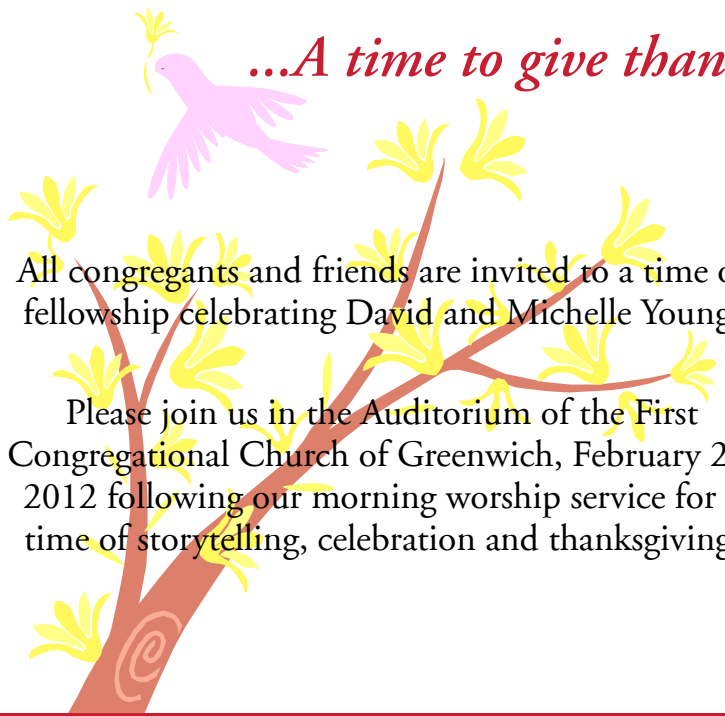 ...A time to give than
All congregants and friends are invited to a time
fellowship celebrating David and Michelle Young
Please join us in the Auditorium of the First
Congregational Church of Greenwich, February 2
2012 following our morning worship service for
time of storytelling, celebration and thanksgiving